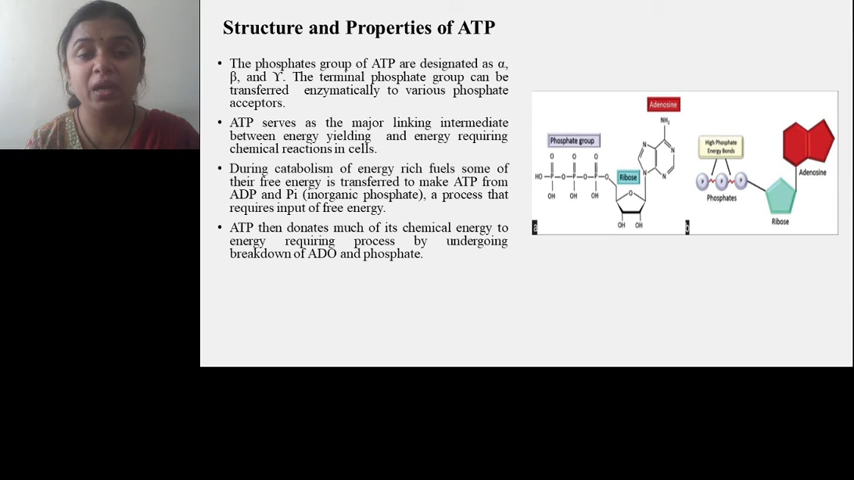 Structure and Properties of ATP
• The phosphates group of ATP are designated as α,
β, and ϒ. The terminal phosphate group can be
transferred enzymatically to various phosphate
acceptors.
• ATP serves as the major linking intermediate
between energy yielding and energy requiring
chemical reactions in cells.
• During catabolism of energy rich fuels some of
their free energy is transferred to make ATP from
ADP and Pi (inorganic phosphate), a process that
requires input of free energy.
• ATP then donates much of its chemical energy to
energy requiring process by undergoing
breakdown of ADO and phosphate.
Adenosine
NH₂
Phosphate group
N
N
N
N
O O O
HO P O P O P O
OH OH OH
Ribose
O
OH OH
a
High Phosphate
Energy Bonds
P P P
Phosphates
Adenosine
Ribose
b